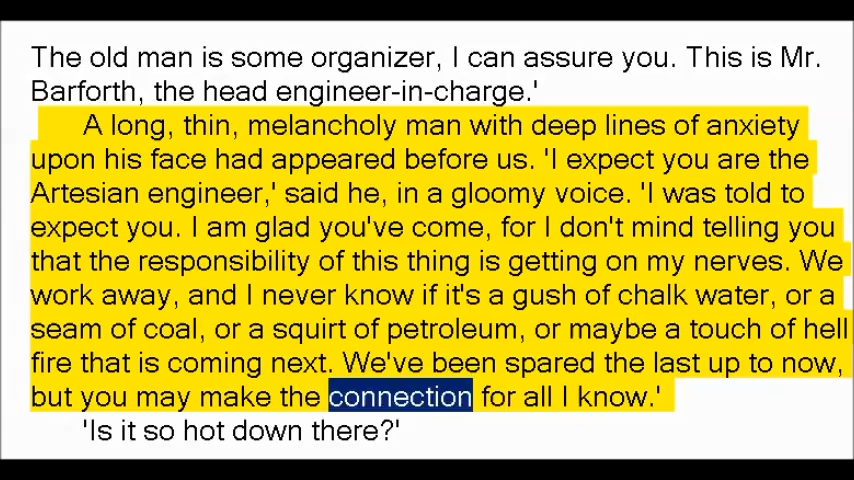 The old man is some organizer, I can assure you. This is Mr.
Barforth, the head engineer-in-charge.'
A long, thin, melancholy man with deep lines of anxiety
upon his face had appeared before us. 'I expect you are the
Artesian engineer,' said he, in a gloomy voice. 'I was told to
expect you. I am glad you've come, for I don't mind telling you
that the responsibility of this thing is getting on my nerves. We
work away, and I never know if it's a gush of chalk water, or a
seam of coal, or a squirt of petroleum, or maybe a touch of hell
fire that is coming next. We've been spared the last up to now,
but you may make the connection for all I know.'
'Is it so hot down there?'